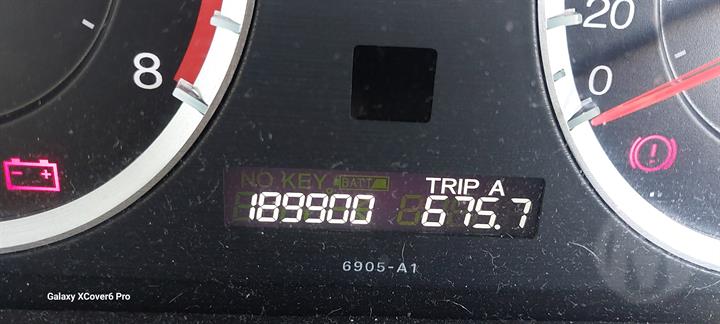 20
8
0
NO KEY BATT TRIP A
189900 675.7
6905-A1
Galaxy XCover6 Pro